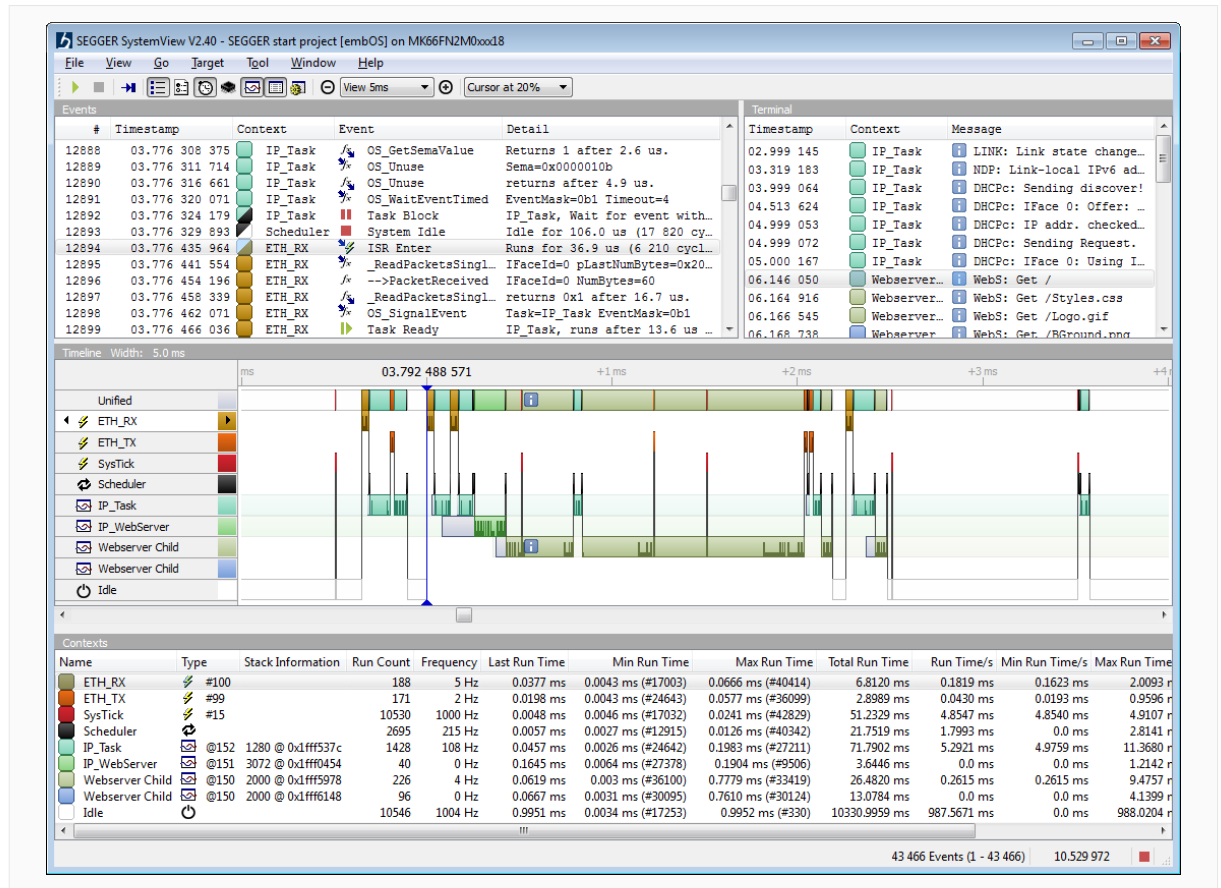 SEGGER SystemView V2.40 - SEGGER start project [embOS] on MK66FN2M0xxx18
File View Go Target Tool Window Help
View 5ms Cursor at 20%
Events
# Timestamp Context Event Detail
12888 03.776 308 375 IP_Task OS_GetSemaValue Returns 1 after 2.6 us.
12889 03.776 311 714 IP_Task OS_Unuse Sema=0x0000010b
12890 03.776 316 661 IP_Task OS_Unuse returns after 4.9 us.
12891 03.776 320 071 IP_Task OS_WaitEventTimed EventMask=0b1 Timeout=4
12892 03.776 324 179 IP_Task Task Block IP_Task, Wait for event with…
12893 03.776 329 893 Scheduler System Idle Idle for 106.0 us (17 820 cy…
12894 03.776 435 964 ETH_RX ISR Enter Runs for 36.9 us (6 210 cycl…
12895 03.776 441 554 ETH_RX _ReadPacketsSingl… IFaceId=0 pLastNumBytes=0x20…
12896 03.776 454 196 ETH_RX -->PacketReceived IFaceId=0 NumBytes=60
12897 03.776 458 339 ETH_RX _ReadPacketsSingl… returns 0x1 after 16.7 us.
12898 03.776 462 071 ETH_RX OS_SignalEvent Task=IP_Task EventMask=0b1
12899 03.776 466 036 ETH_RX Task Ready IP_Task, runs after 13.6 us …
Terminal
Timestamp Context Message
02.999 145 IP_Task LINK: Link state change…
03.319 183 IP_Task NDP: Link-local IPv6 ad…
03.999 064 IP_Task DHCPc: Sending discover!
04.513 624 IP_Task DHCPc: IFace 0: Offer: …
04.999 053 IP_Task DHCPc: IP addr. checked…
04.999 072 IP_Task DHCPc: Sending Request.
05.000 167 IP_Task DHCPc: IFace 0: Using I…
06.146 050 Webserver… WebS: Get /
06.164 916 Webserver… WebS: Get /Styles.css
06.166 545 Webserver… WebS: Get /Logo.gif
06.168 738 Webserver WebS: Get /BGround.png
Timeline Width: 5.0 ms
ms 03.792 488 571 +1 ms +2 ms +3 ms +4
Unified
ETH_RX
ETH_TX
SysTick
Scheduler
IP_Task
IP_WebServer
Webserver Child
Webserver Child
Idle
Contexts
Name Type Stack Information Run Count Frequency Last Run Time Min Run Time Max Run Time Total Run Time Run Time/s Min Run Time/s Max Run Time
ETH_RX #100 188 5 Hz 0.0377 ms 0.0043 ms (#17003) 0.0666 ms (#40414) 6.8120 ms 0.1819 ms 0.1623 ms 2.0093
ETH_TX #99 171 2 Hz 0.0198 ms 0.0043 ms (#24643) 0.0577 ms (#36099) 2.8989 ms 0.0430 ms 0.0193 ms 0.9596
SysTick #15 10530 1000 Hz 0.0048 ms 0.0046 ms (#17032) 0.0241 ms (#42829) 51.2329 ms 4.8547 ms 4.8540 ms 4.9107
Scheduler 2695 215 Hz 0.0057 ms 0.0027 ms (#12915) 0.0126 ms (#40342) 21.7519 ms 1.7993 ms 0.0 ms 2.8141
IP_Task @152 1280 @ 0x1fff537c 1428 108 Hz 0.0457 ms 0.0026 ms (#24642) 0.1983 ms (#27211) 71.7902 ms 5.2921 ms 4.9759 ms 11.3680
IP_WebServer @151 3072 @ 0x1fff0454 40 0 Hz 0.1645 ms 0.0064 ms (#27378) 0.1904 ms (#9506) 3.6446 ms 0.0 ms 0.0 ms 1.2142
Webserver Child @150 2000 @ 0x1fff5978 226 4 Hz 0.0619 ms 0.003 ms (#36100) 0.7779 ms (#33419) 26.4820 ms 0.2615 ms 0.2615 ms 9.4757
Webserver Child @150 2000 @ 0x1fff6148 96 0 Hz 0.0667 ms 0.0031 ms (#30095) 0.7610 ms (#30124) 13.0784 ms 0.0 ms 0.0 ms 4.1399
Idle 10546 1004 Hz 0.9951 ms 0.0034 ms (#17253) 0.9952 ms (#330) 10330.9959 ms 987.5671 ms 0.0 ms 988.0204
43 466 Events (1 - 43 466) 10.529 972